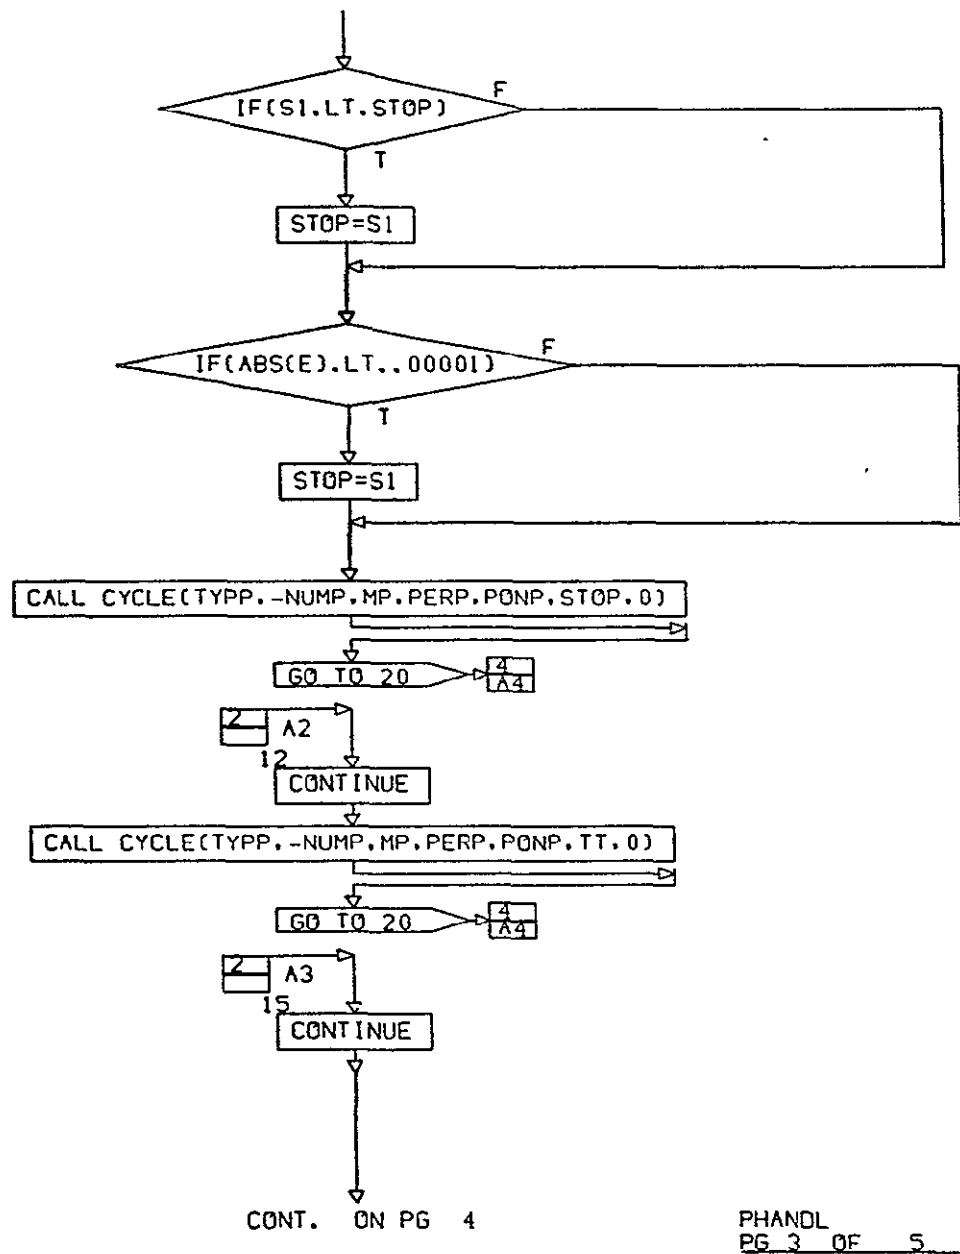 F
IF(S1.LT.STOP)
T
STOP=S1
F
IF(ABS(E).LT..00001)
T
STOP=S1
CALL CYCLE(TYPP.-NUMP.MP.PERP.PONP.STOP.0)
GO TO 20
4
A4
2
A2
12
CONTINUE
CALL CYCLE(TYPP.-NUMP.MP.PERP.PONP.TT.0)
GO TO 20
4
A4
2
A3
15
CONTINUE
CONT. ON PG 4
PHANDL
PG 3 OF 5